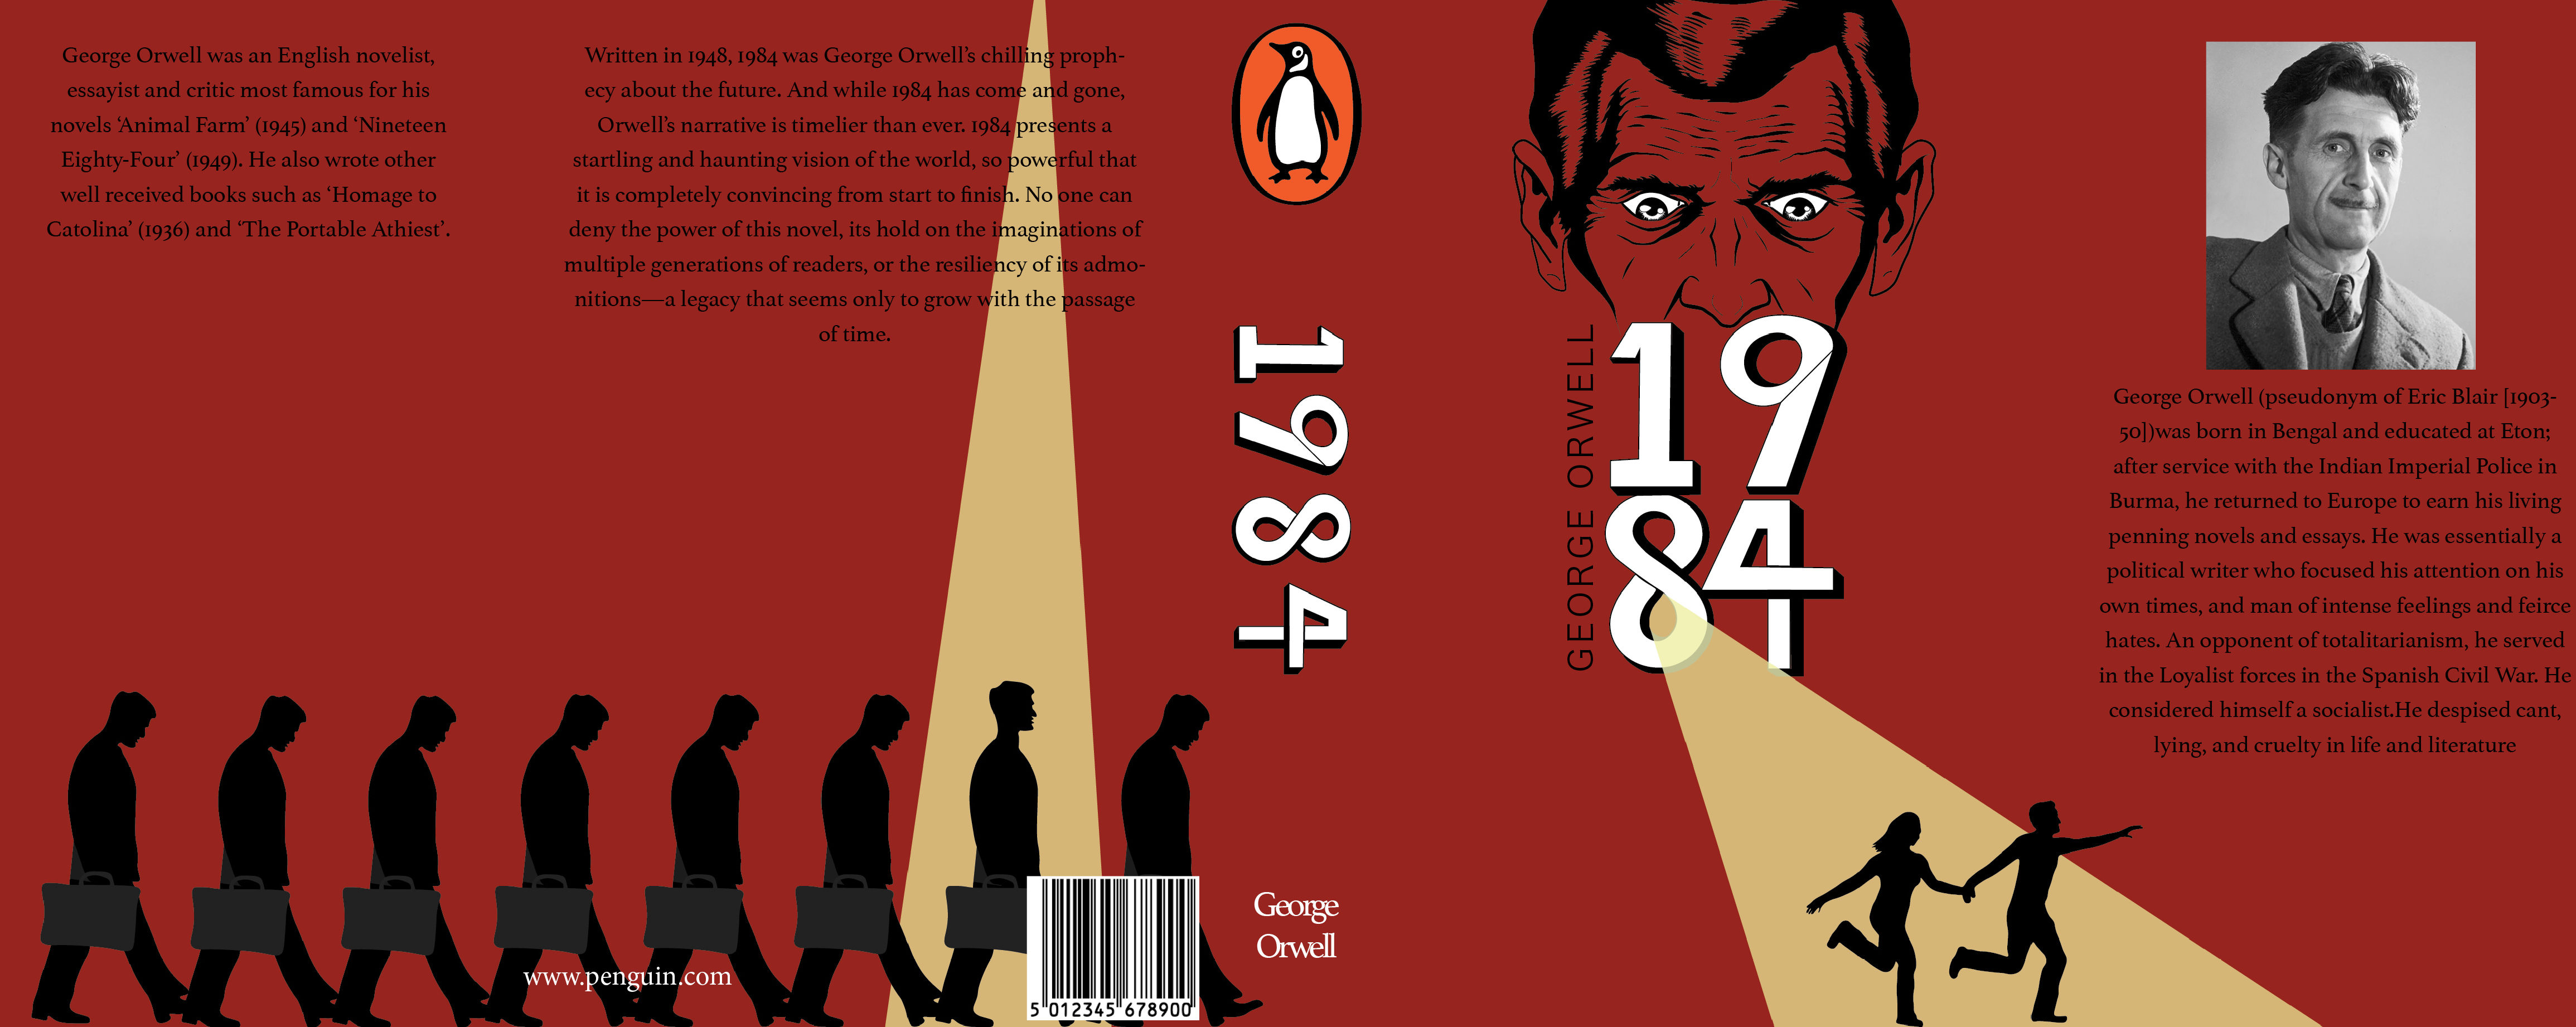 George Orwell was an English novelist,
essayist and critic most famous for his
novels ‘Animal Farm’ (1945) and ‘Nineteen
Eighty-Four’ (1949). He also wrote other
well received books such as ‘Homage to
Catolina’ (1936) and ‘The Portable Athiest’.
Written in 1948, 1984 was George Orwell’s chilling proph-
ecy about the future. And while 1984 has come and gone,
Orwell’s narrative is timelier than ever. 1984 presents a
startling and haunting vision of the world, so powerful that
it is completely convincing from start to finish. No one can
deny the power of this novel, its hold on the imaginations of
multiple generations of readers, or the resiliency of its admo-
nitions—a legacy that seems only to grow with the passage
of time.
www.penguin.com
5 012345 678900
1984
George
Orwell
GEORGE ORWELL
19
84
George Orwell (pseudonym of Eric Blair [1903-
50])was born in Bengal and educated at Eton;
after service with the Indian Imperial Police in
Burma, he returned to Europe to earn his living
penning novels and essays. He was essentially a
political writer who focused his attention on his
own times, and man of intense feelings and feirce
hates. An opponent of totalitarianism, he served
in the Loyalist forces in the Spanish Civil War. He
considered himself a socialist.He despised cant,
lying, and cruelty in life and literature